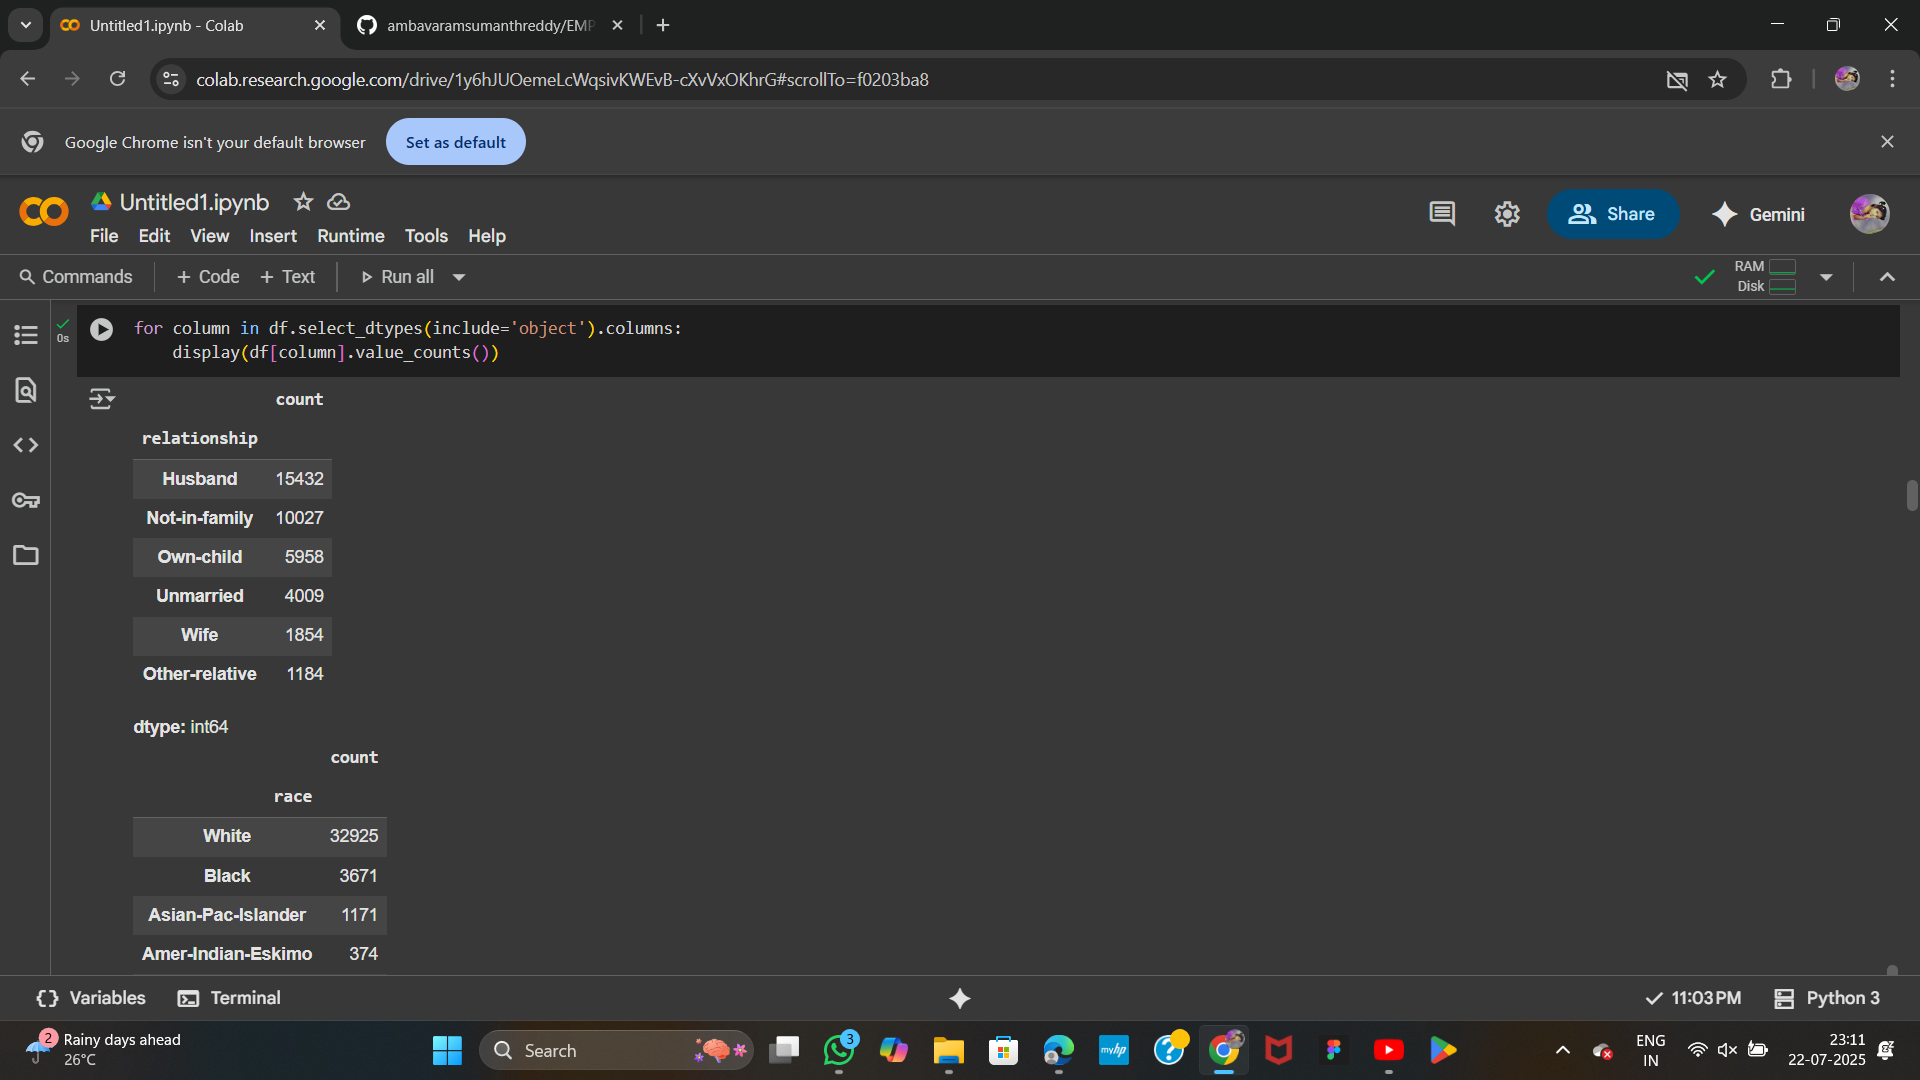 Untitled1.ipynb - Colab
ambavaramsumanthreddy/EMP
colab.research.google.com/drive/1y6hJUOemeLcWqsivKWEvB-cXvVxOKhrG#scrollTo=f0203ba8
Google Chrome isn't your default browser
Set as default
Untitled1.ipynb
File Edit View Insert Runtime Tools Help
Share
Gemini
Commands
+ Code + Text
Run all
RAM
Disk
0s
for column in df.select_dtypes(include='object').columns:
    display(df[column].value_counts())
count
relationship
Husband 15432
Not-in-family 10027
Own-child 5958
Unmarried 4009
Wife 1854
Other-relative 1184
dtype: int64
count
race
White 32925
Black 3671
Asian-Pac-Islander 1171
Amer-Indian-Eskimo 374
Variables
Terminal
11:03 PM
Python 3
2
Rainy days ahead
26°C
Search
3
myhp
ENG
IN
23:11
22-07-2025